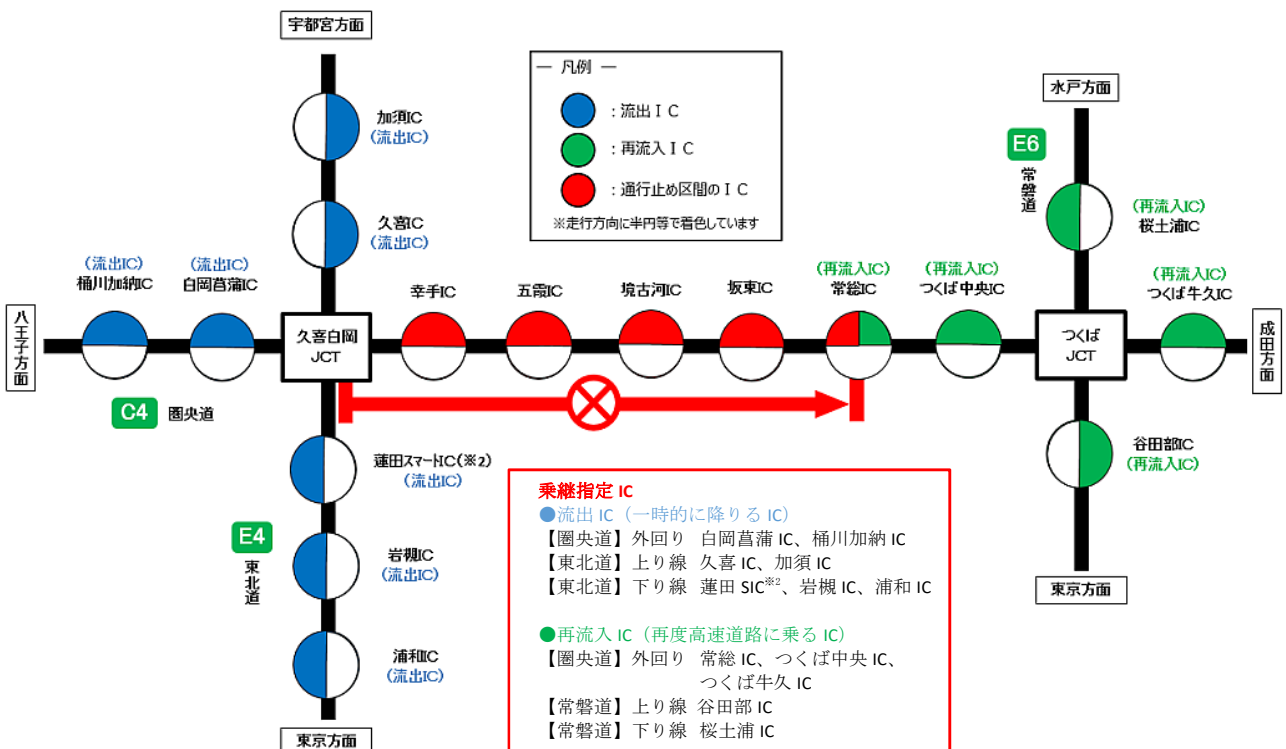 宇都宮方面
― 凡例 ―
:流出IC
:再流入IC
:通行止め区間のIC
※走行方向に半円等で着色しています
水戸方面
E6
常磐道
加須IC
(流出IC)
久喜IC
(流出IC)
(再流入IC)
桜土浦IC
(流出IC)
桶川加納IC
(流出IC)
白岡菖蒲IC
幸手IC
五霞IC
境古河IC
坂東IC
(再流入IC)
常総IC
(再流入IC)
つくば中央IC
(再流入IC)
つくば牛久IC
八王子方面
久喜白岡
JCT
つくば
JCT
成田方面
C4
圏央道
蓮田スマートIC(※2)
(流出IC)
谷田部IC
(再流入IC)
E4
東北道
岩槻IC
(流出IC)
浦和IC
(流出IC)
東京方面
東京方面
乗継指定 IC
●流出 IC(一時的に降りる IC)
【圏央道】外回り 白岡菖蒲 IC、桶川加納 IC
【東北道】上り線 久喜 IC、加須 IC
【東北道】下り線 蓮田 SIC※2、岩槻 IC、浦和 IC
●再流入 IC(再度高速道路に乗る IC)
【圏央道】外回り 常総 IC、つくば中央 IC、
つくば牛久 IC
【常磐道】上り線 谷田部 IC
【常磐道】下り線 桜土浦 IC